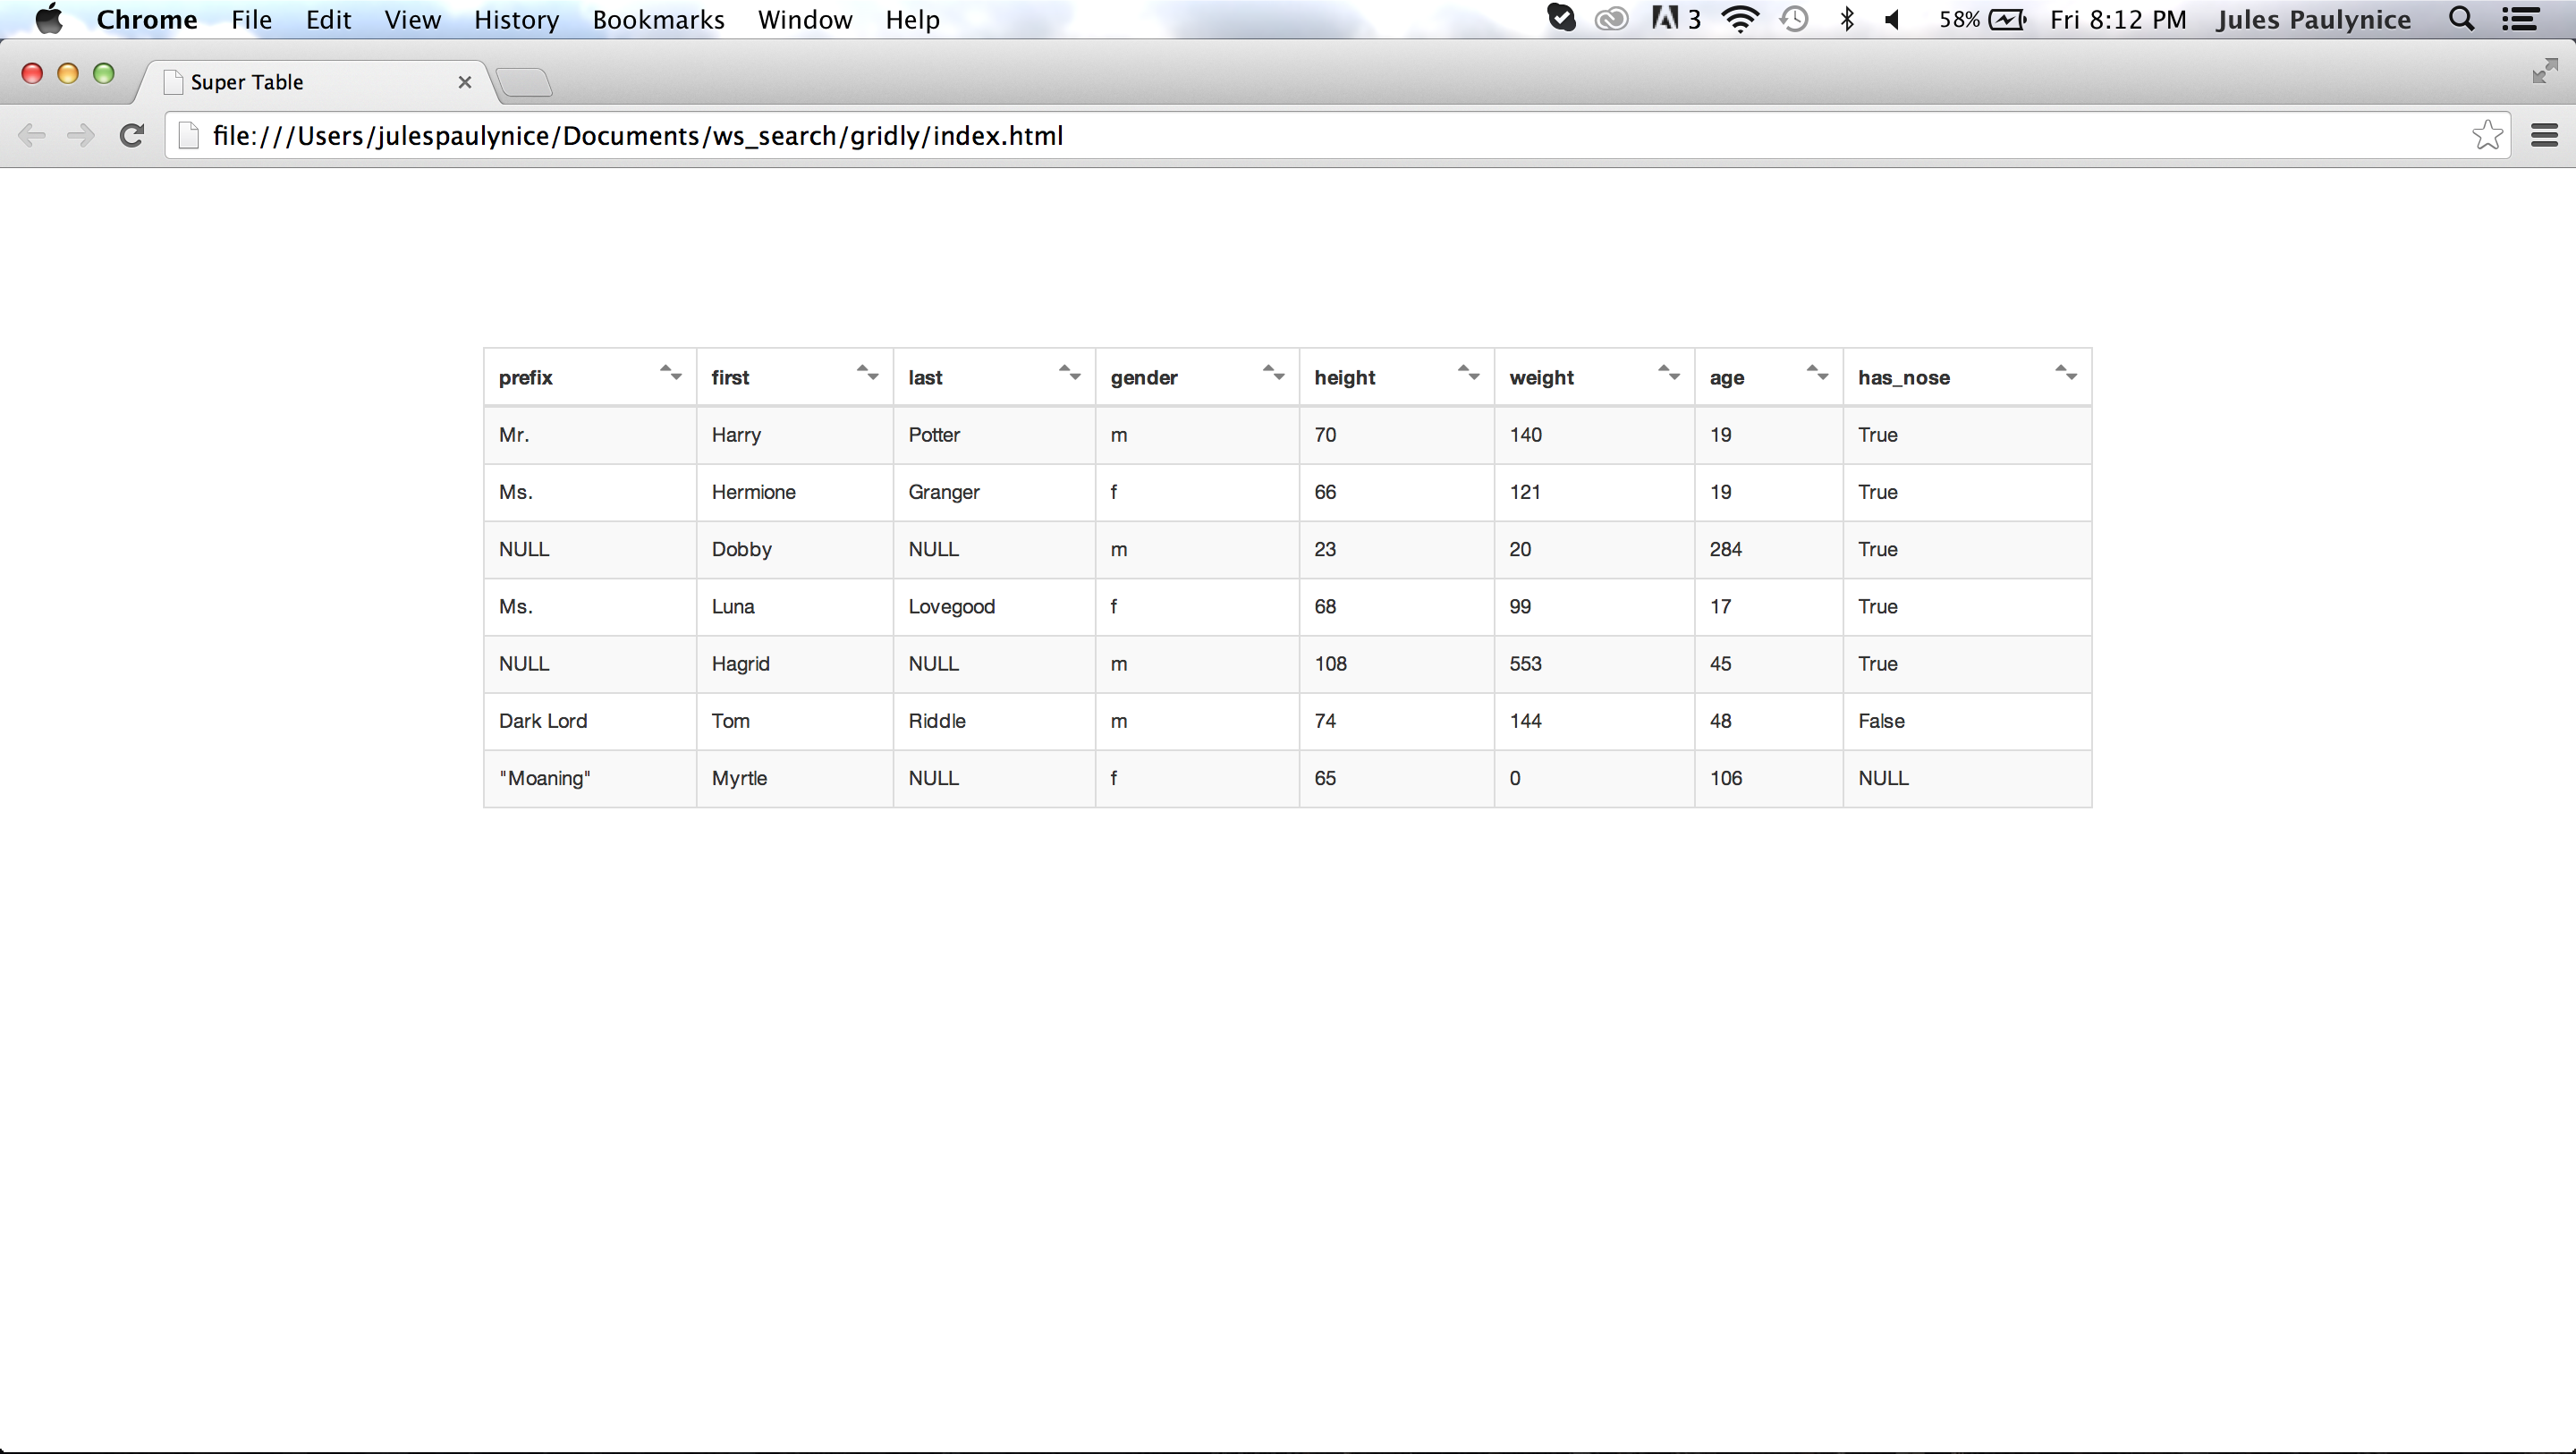 Chrome File Edit View History Bookmarks Window Help 3 58% Fri 8:12 PM Jules Paulynice
Super Table
file:///Users/julespaulynice/Documents/ws_search/gridly/index.html
prefix first last gender height weight age has_nose
Mr. Harry Potter m 70 140 19 True
Ms. Hermione Granger f 66 121 19 True
NULL Dobby NULL m 23 20 284 True
Ms. Luna Lovegood f 68 99 17 True
NULL Hagrid NULL m 108 553 45 True
Dark Lord Tom Riddle m 74 144 48 False
"Moaning" Myrtle NULL f 65 0 106 NULL